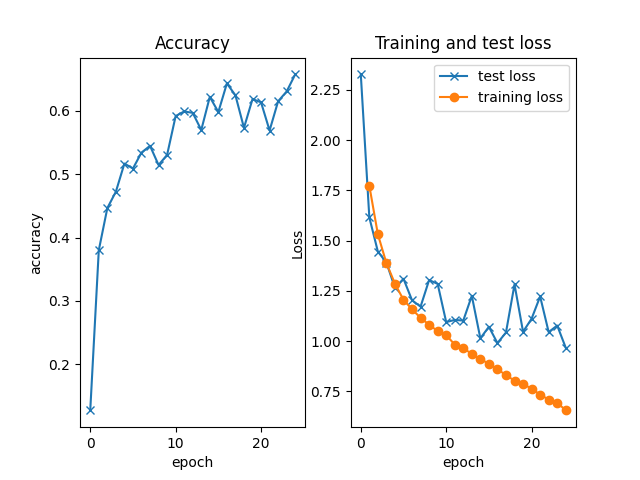 Accuracy
accuracy
0.6
0.5
0.4
0.3
0.2
0
10
20
epoch
Training and test loss
test loss
training loss
Loss
2.25
2.00
1.75
1.50
1.25
1.00
0.75
0
10
20
epoch